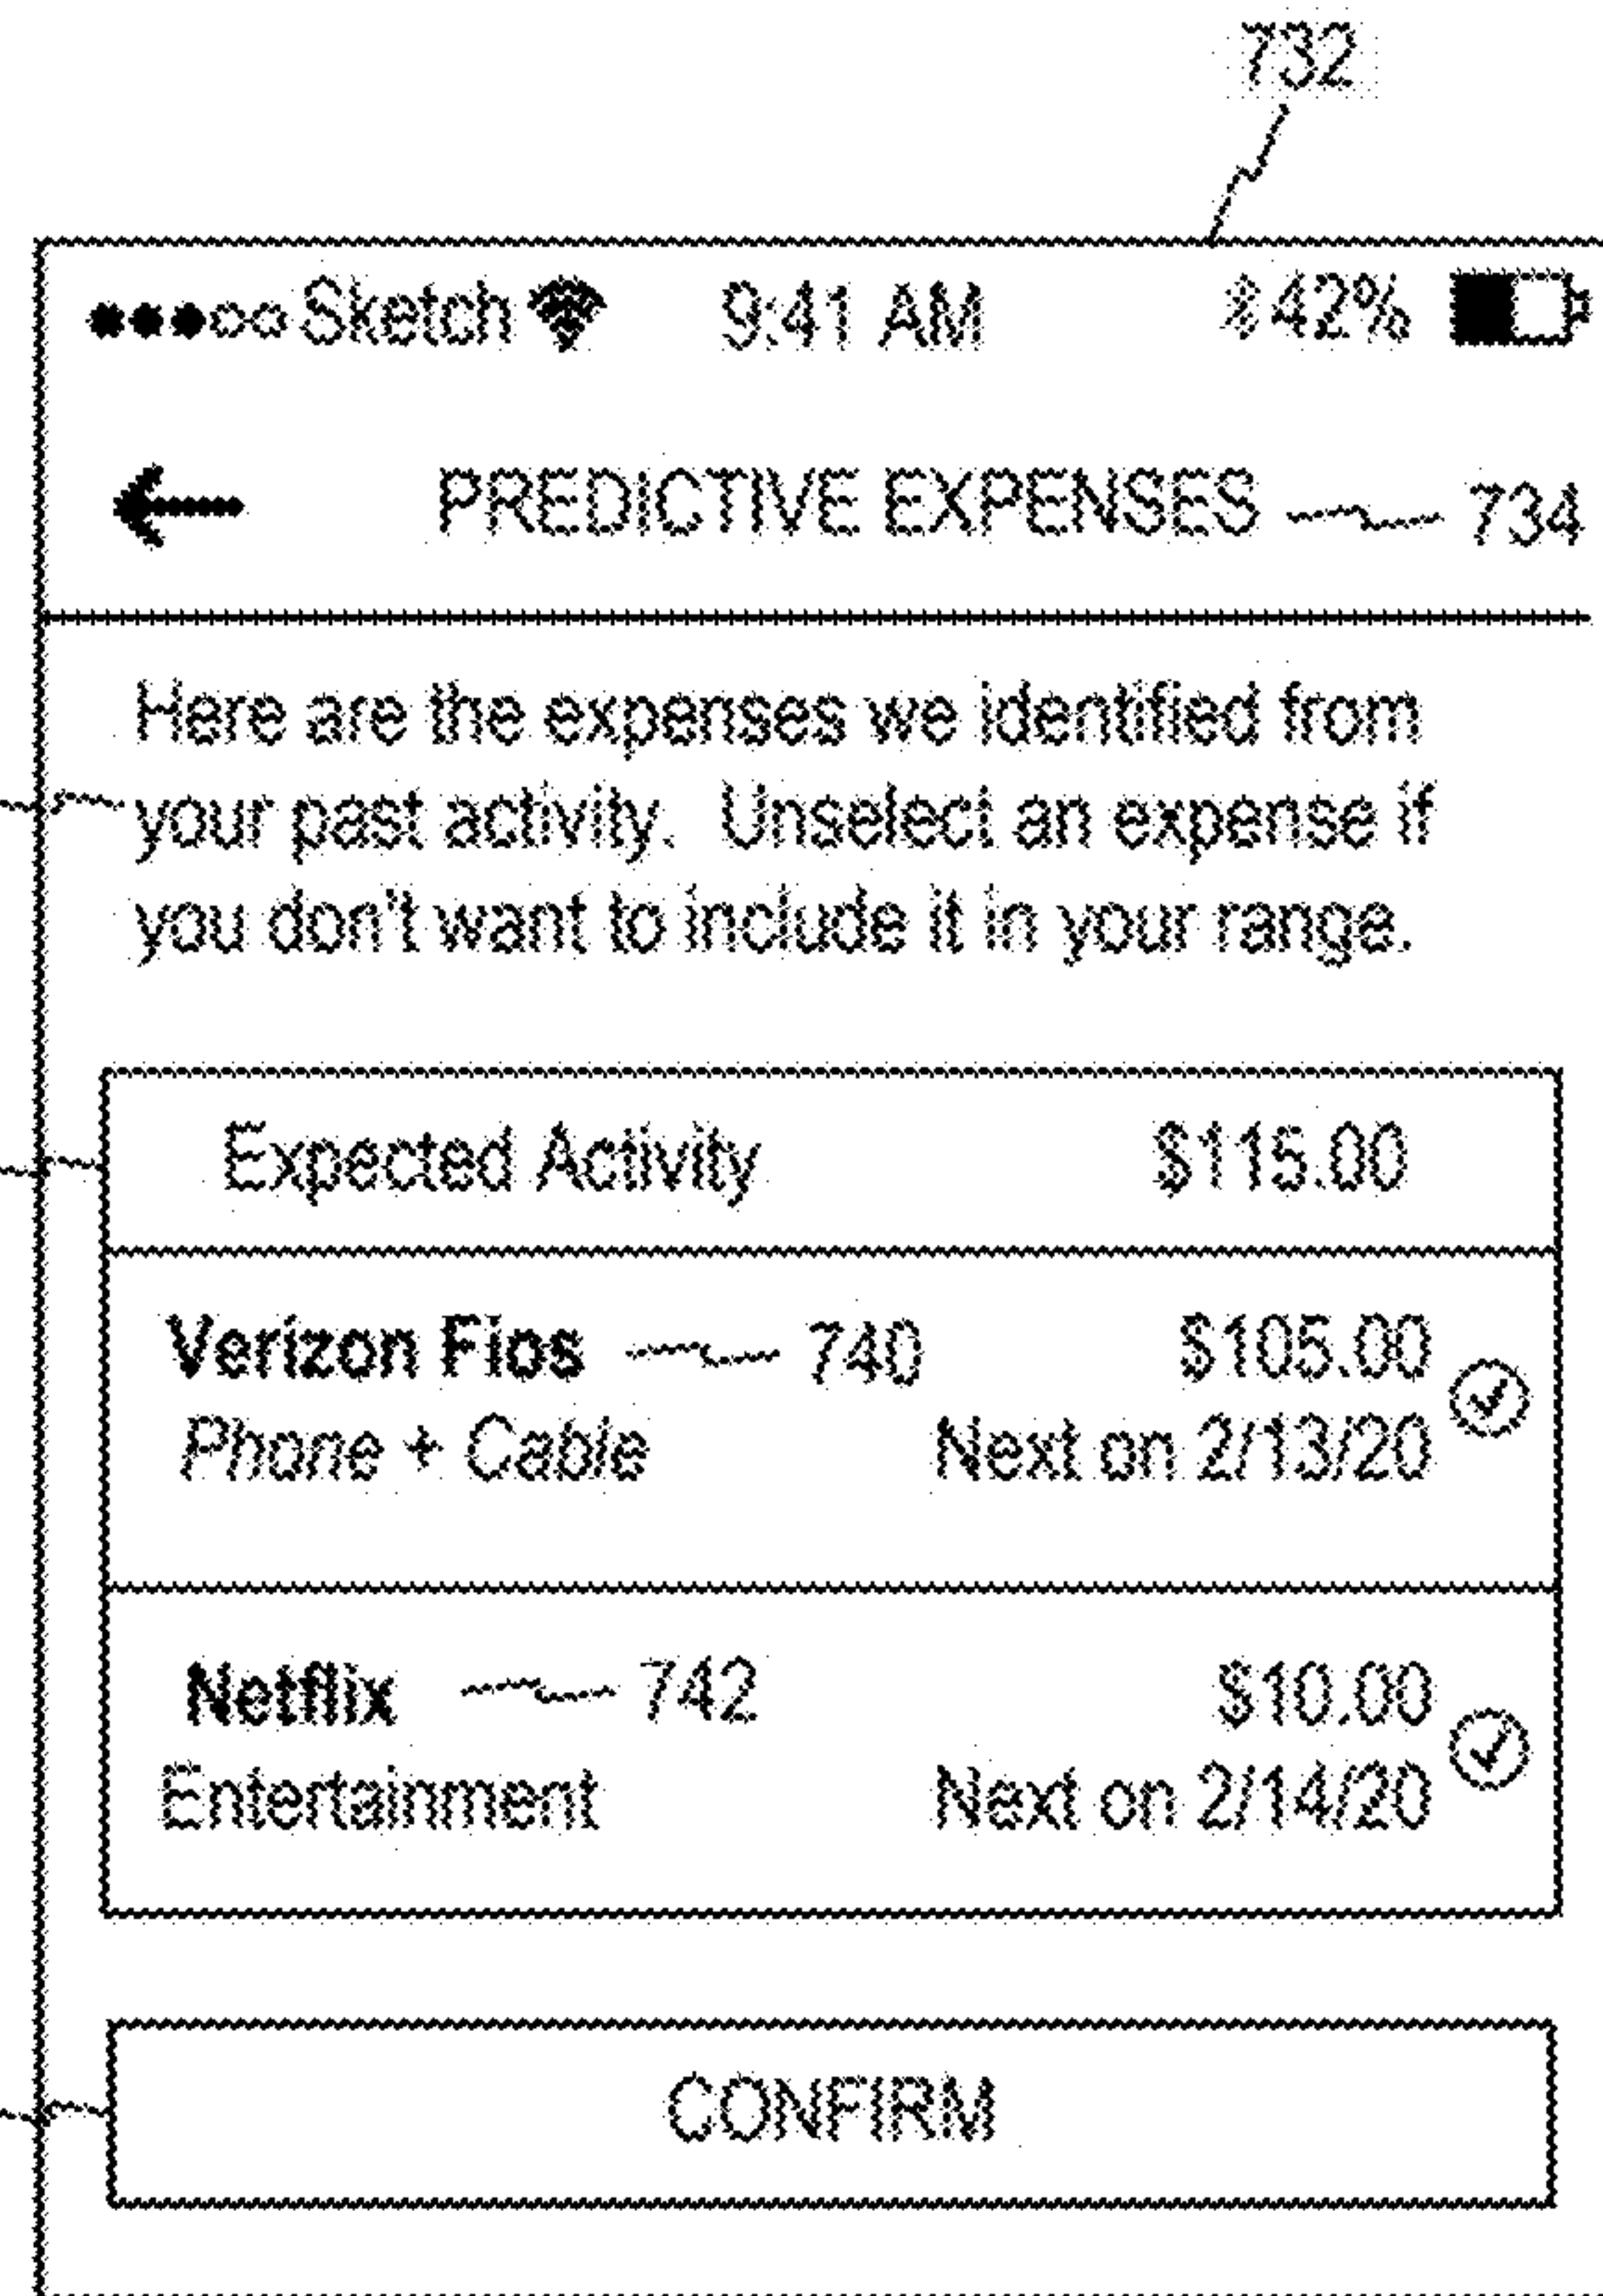 732
Sketch 9:41 AM 42%
PREDICTIVE EXPENSES 734
Here are the expenses we identified from
your past activity. Unselect an expense if
you don't want to include it in your range.
Expected Activity $115.00
Verizon Fios 740 $105.00
Phone + Cable Next on 2/13/20
Netflix 742 $10.00
Entertainment Next on 2/14/20
CONFIRM